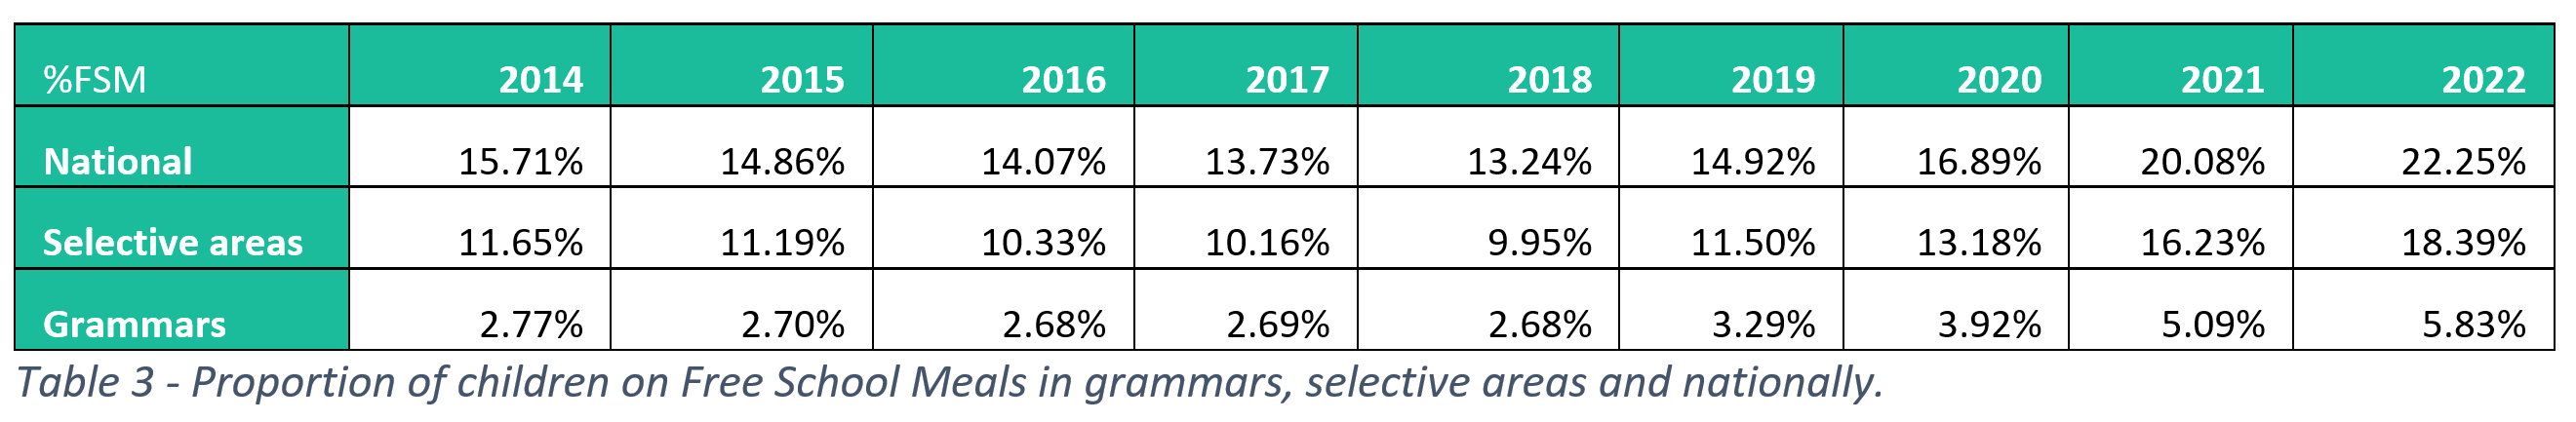 %FSM 2014 2015 2016 2017 2018 2019 2020 2021 2022
National 15.71% 14.86% 14.07% 13.73% 13.24% 14.92% 16.89% 20.08% 22.25%
Selective areas 11.65% 11.19% 10.33% 10.16% 9.95% 11.50% 13.18% 16.23% 18.39%
Grammars 2.77% 2.70% 2.68% 2.69% 2.68% 3.29% 3.92% 5.09% 5.83%
Table 3 - Proportion of children on Free School Meals in grammars, selective areas and nationally.